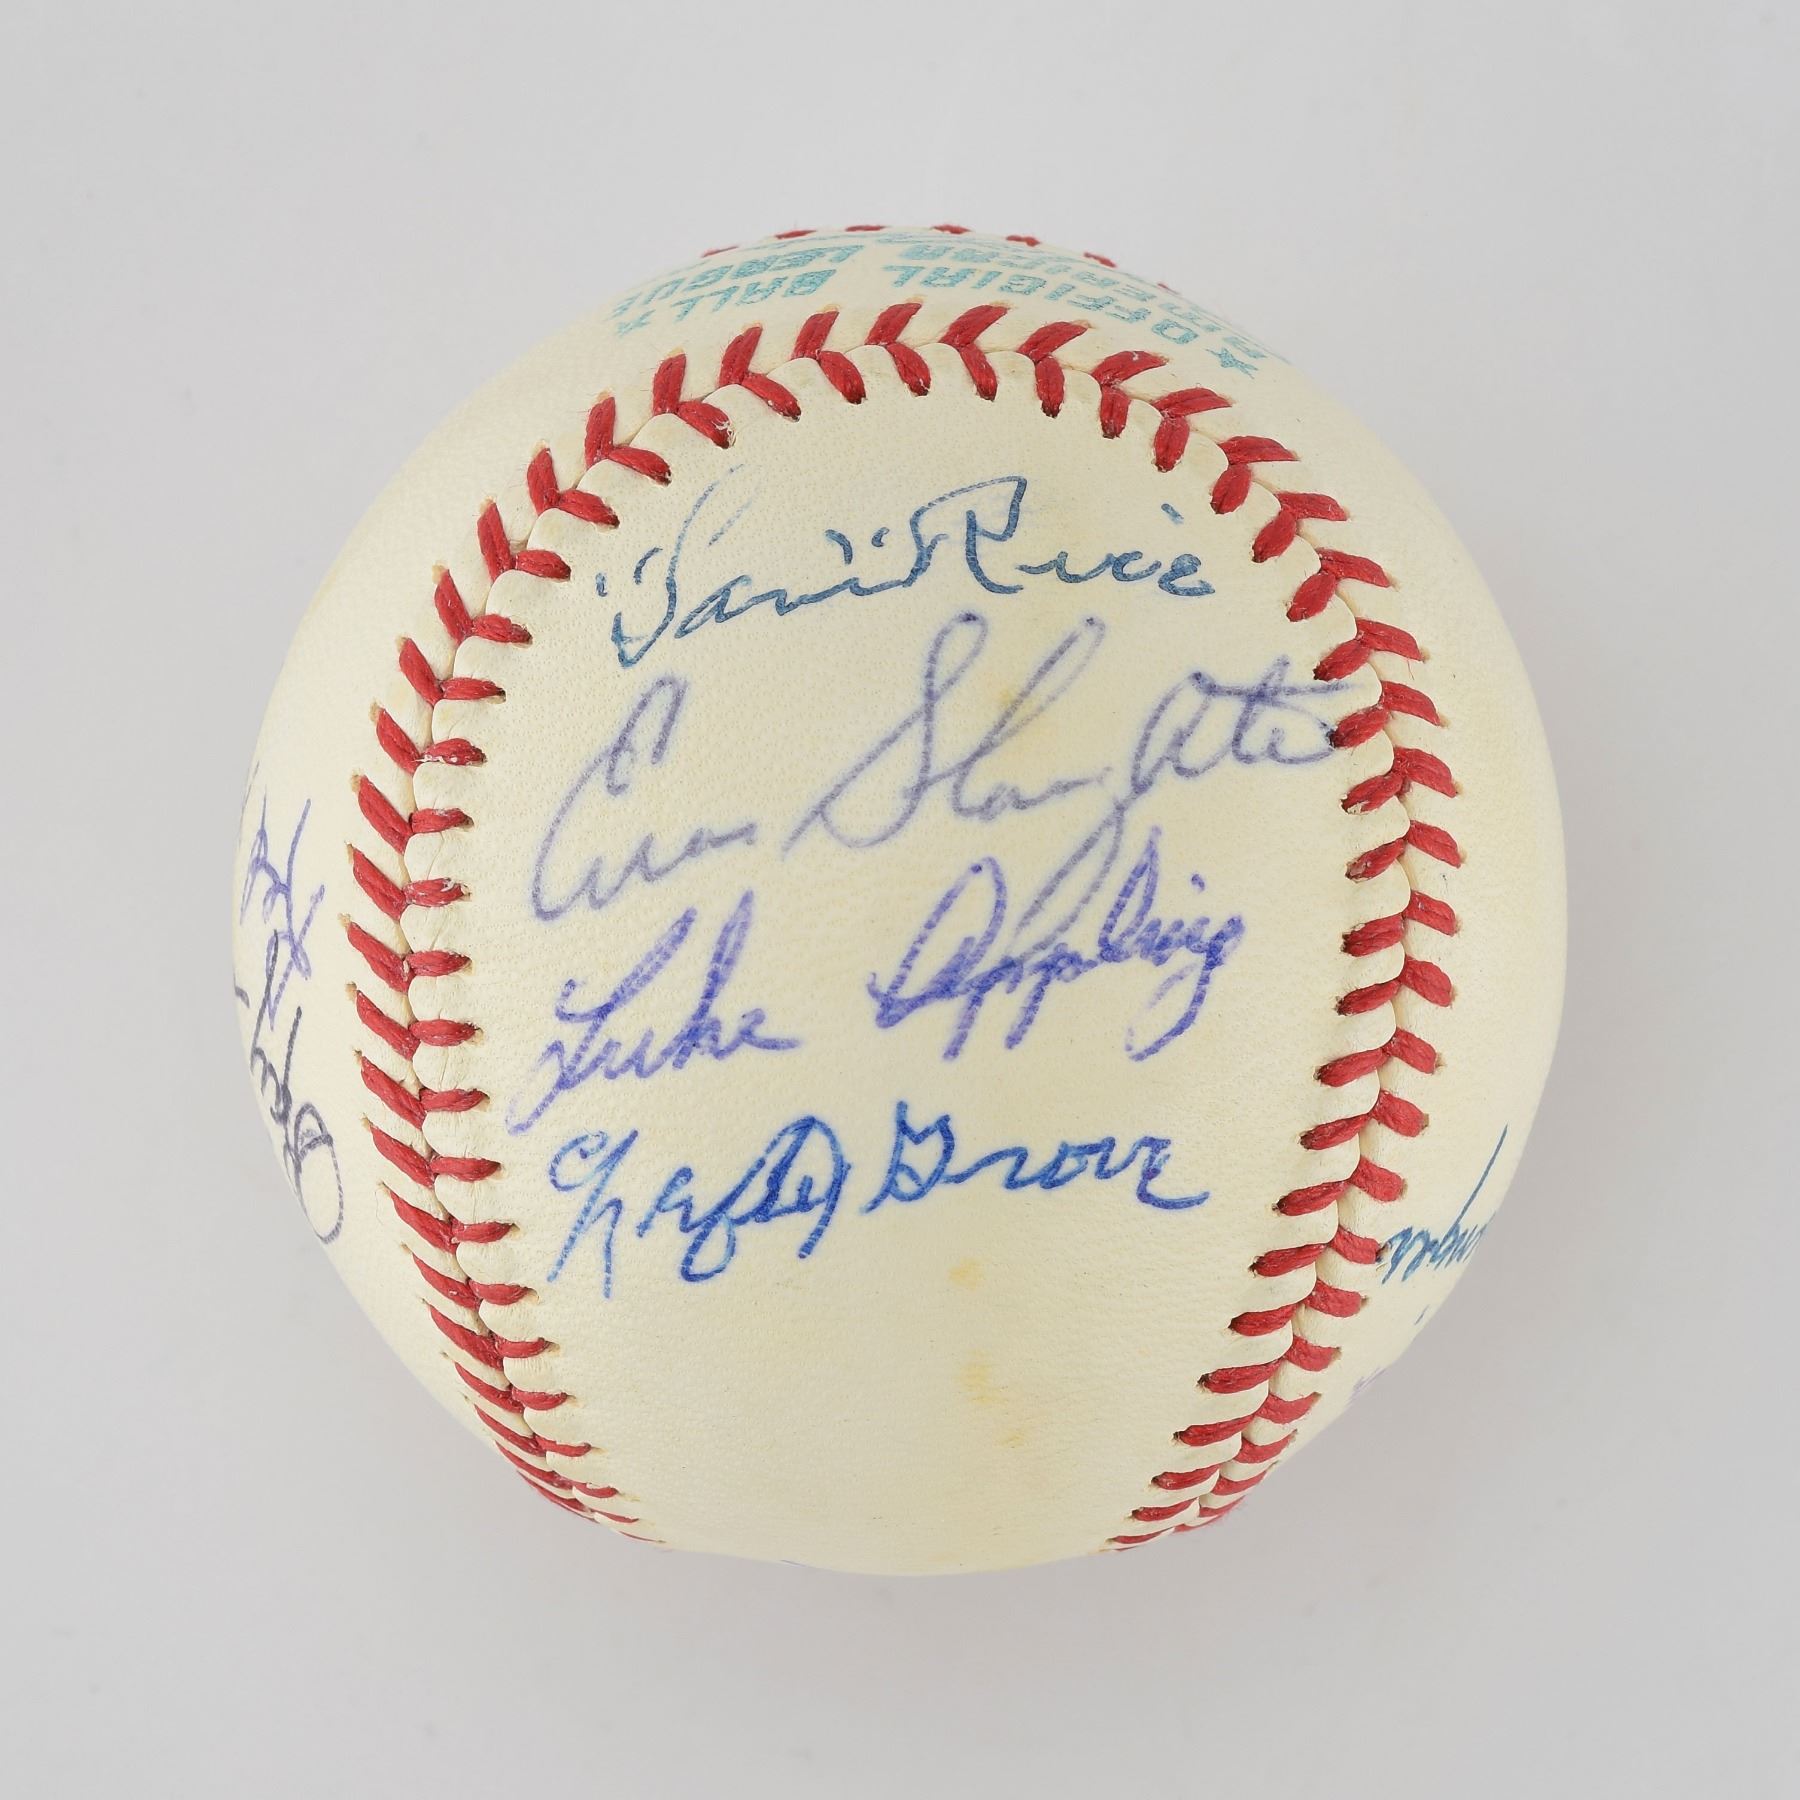 ★ OFFICIAL BALL ★
AMERICAN LEAGUE
"Sam" Rice
Enos Slaughter
Luke Appling
Lefty Grove